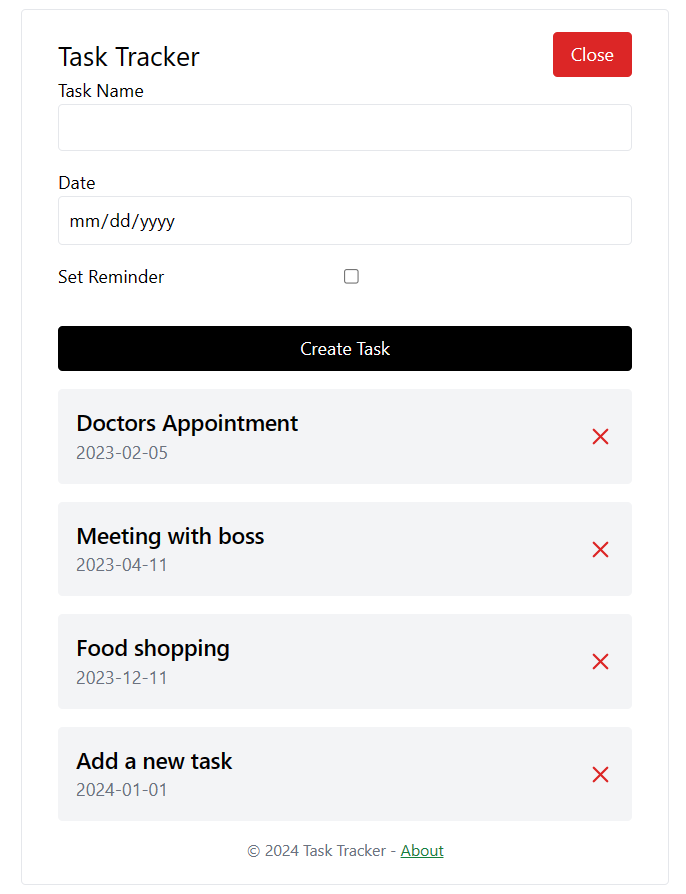 Task Tracker
Close
Task Name
Date
mm/dd/yyyy
Set Reminder
Create Task
Doctors Appointment
2023-02-05
Meeting with boss
2023-04-11
Food shopping
2023-12-11
Add a new task
2024-01-01
© 2024 Task Tracker - About